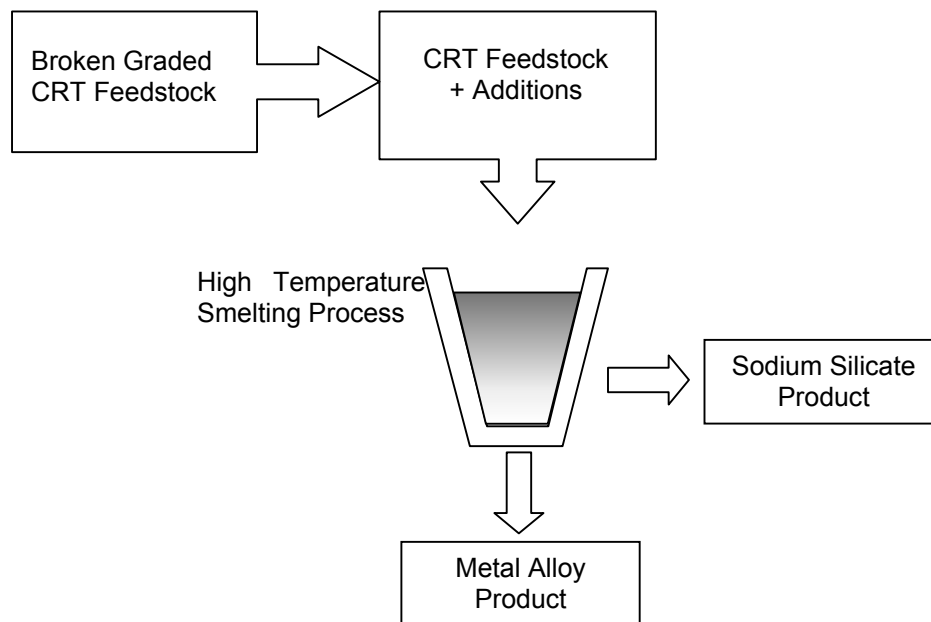 Broken Graded
CRT Feedstock
CRT Feedstock
+ Additions
High Temperature
Smelting Process
Sodium Silicate
Product
Metal Alloy
Product